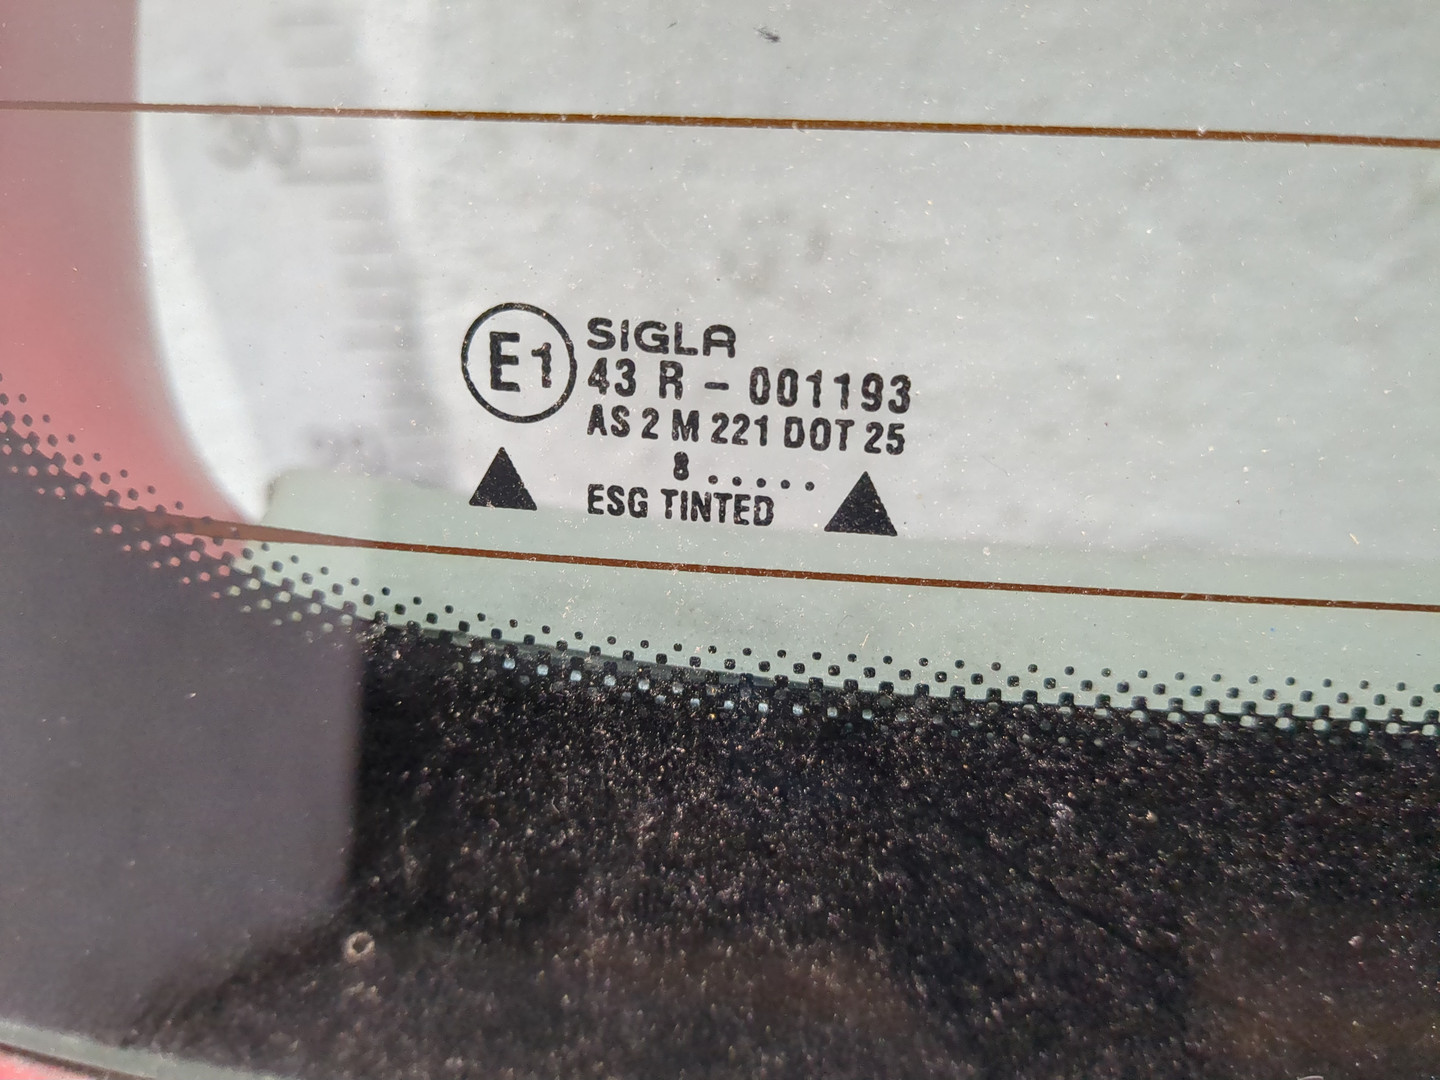 E1
SIGLA
43 R - 001193
AS 2 M 221 DOT 25
8 . . . . . .
ESG TINTED